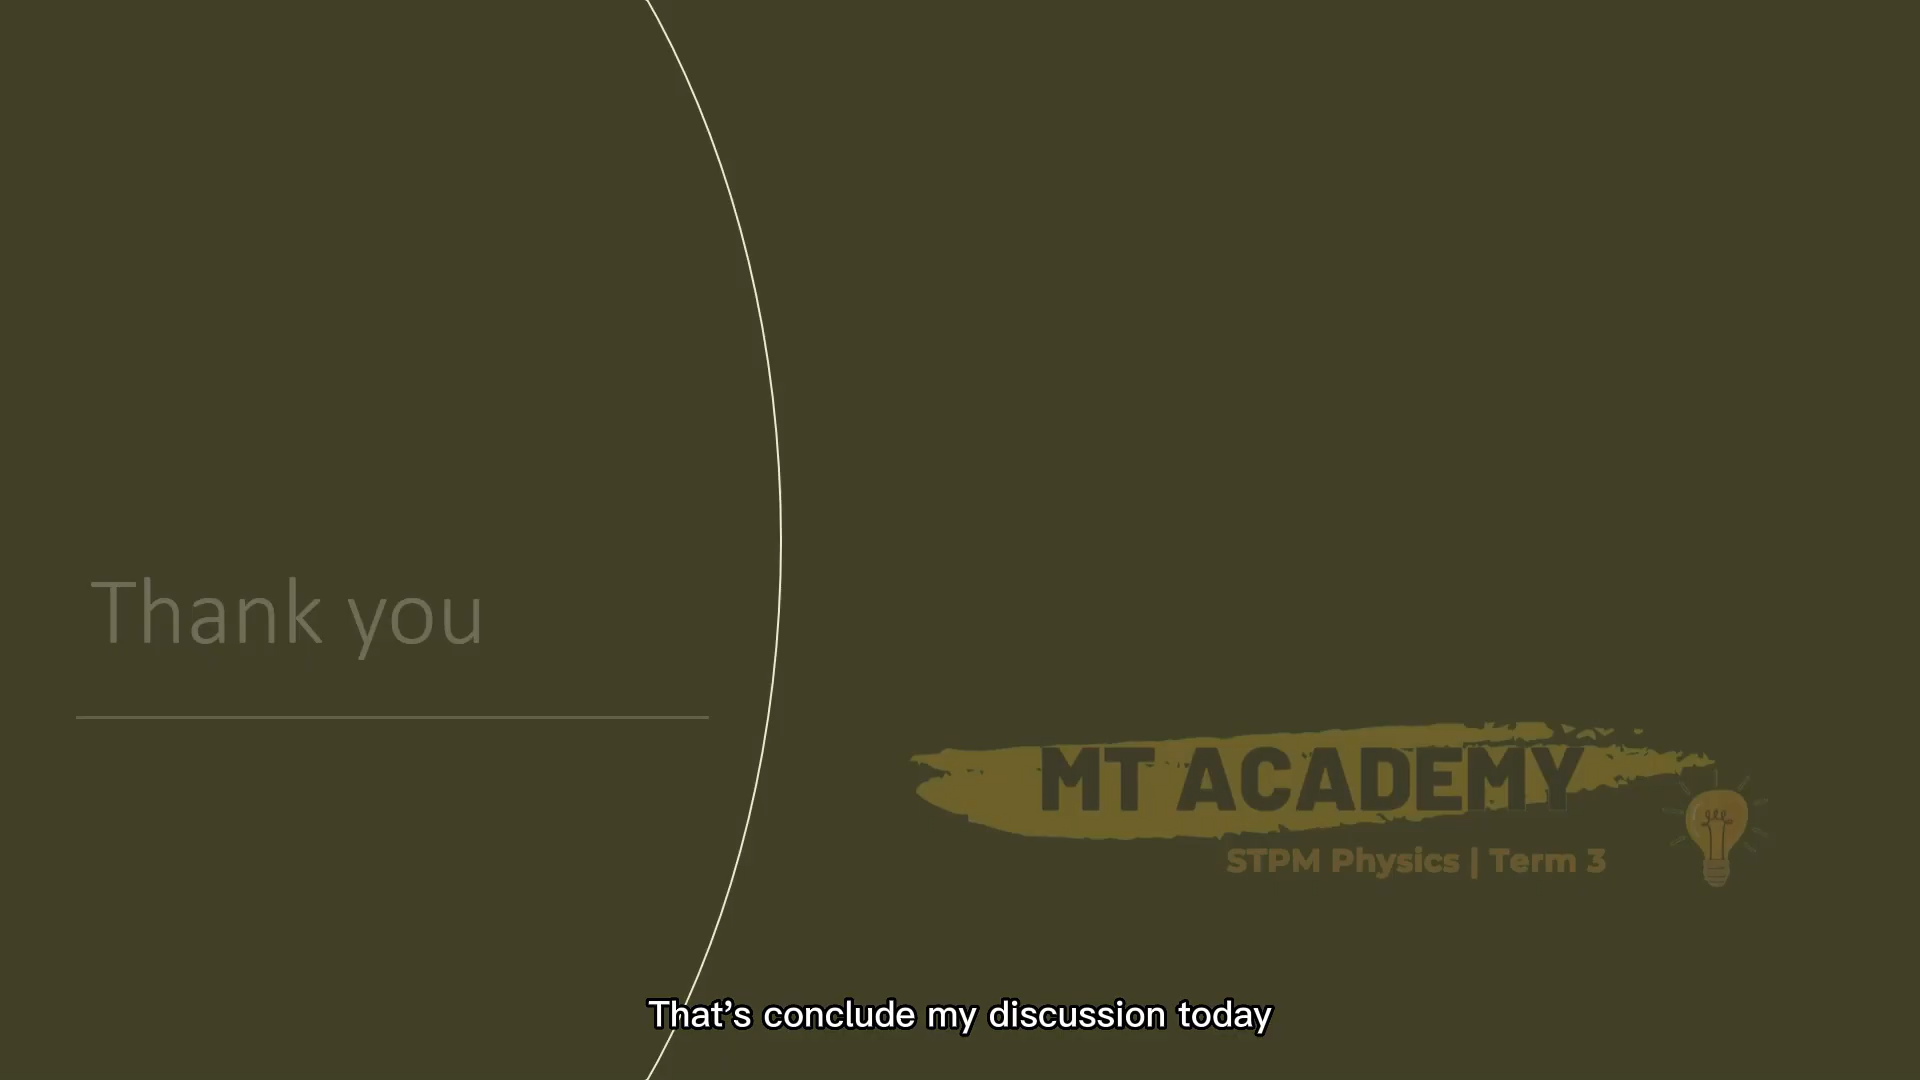 Thank you
MT ACADEMY
STPM Physics | Term 3
That's conclude my discussion today